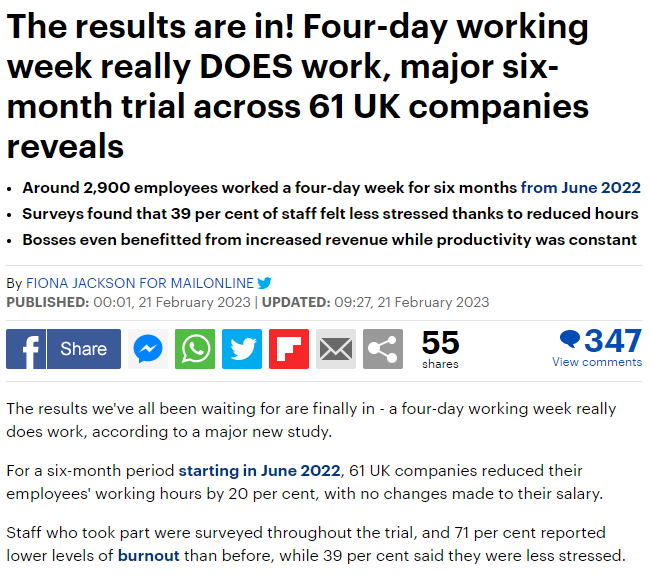 The results are in! Four-day working
week really DOES work, major six-
month trial across 61 UK companies
reveals
• Around 2,900 employees worked a four-day week for six months from June 2022
• Surveys found that 39 per cent of staff felt less stressed thanks to reduced hours
• Bosses even benefitted from increased revenue while productivity was constant
By FIONA JACKSON FOR MAILONLINE
PUBLISHED: 00:01, 21 February 2023 | UPDATED: 09:27, 21 February 2023
f Share
55
shares
347
View comments
The results we've all been waiting for are finally in - a four-day working week really
does work, according to a major new study.
For a six-month period starting in June 2022, 61 UK companies reduced their
employees' working hours by 20 per cent, with no changes made to their salary.
Staff who took part were surveyed throughout the trial, and 71 per cent reported
lower levels of burnout than before, while 39 per cent said they were less stressed.